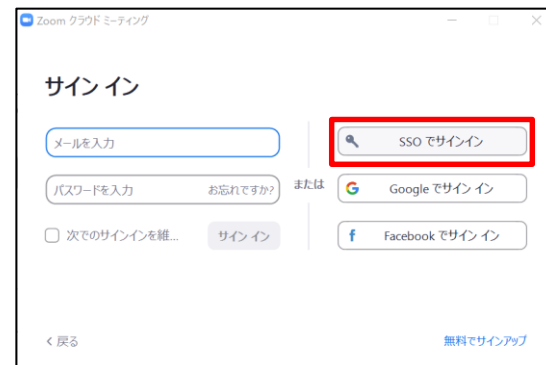 Zoom クラウド ミーティング
サイン イン
メールを入力
パスワードを入力 お忘れですか?
次でのサインインを維... サイン イン
または
SSO でサインイン
Google でサイン イン
Facebook でサイン イン
< 戻る
無料でサインアップ